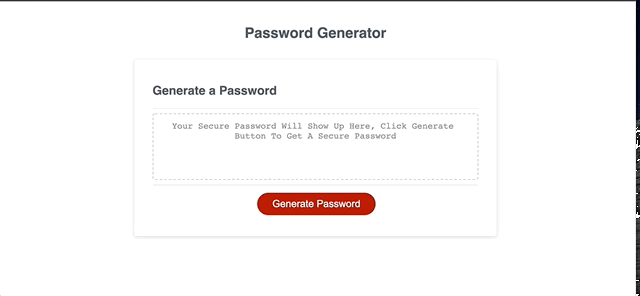 Password Generator
Generate a Password
Your Secure Password Will Show Up Here, Click Generate
Button To Get A Secure Password
Generate Password